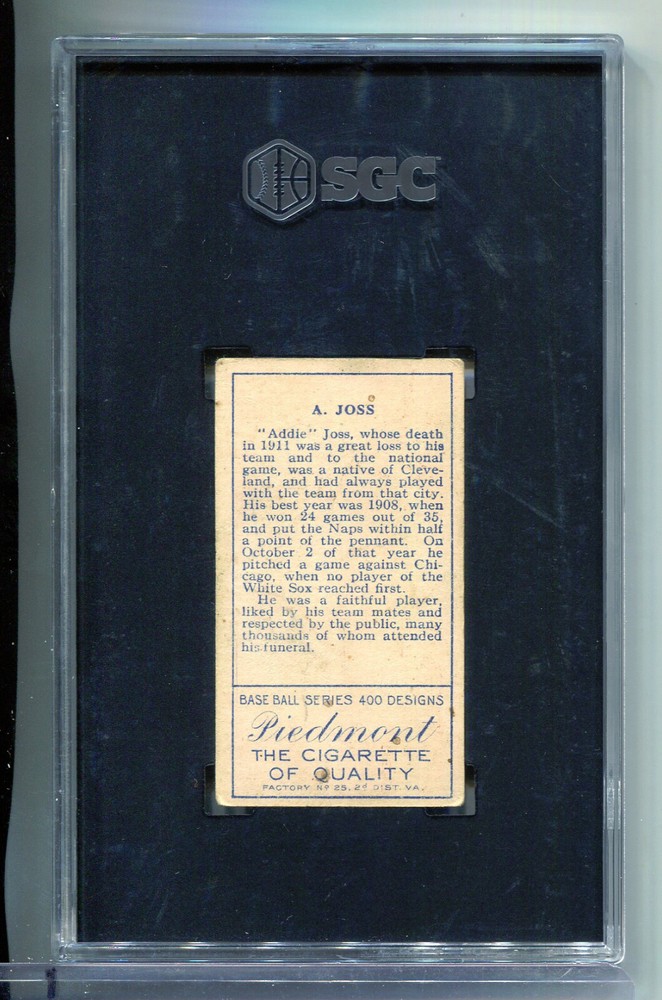 SGC
A. JOSS
"Addie" Joss, whose death
in 1911 was a great loss to his
team and to the national
game, was a native of Cleve-
land, and had always played
with the team from that city.
His best year was 1908, when
he won 24 games out of 35,
and put the Naps within half
a point of the pennant. On
October 2 of that year he
pitched a game against Chi-
cago, when no player of the
White Sox reached first.
He was a faithful player,
liked by his team mates and
respected by the public, many
thousands of whom attended
his funeral.
BASE BALL SERIES 400 DESIGNS
Piedmont
THE CIGARETTE
OF QUALITY
FACTORY Nº 25, 2ᵈ DIST. VA.